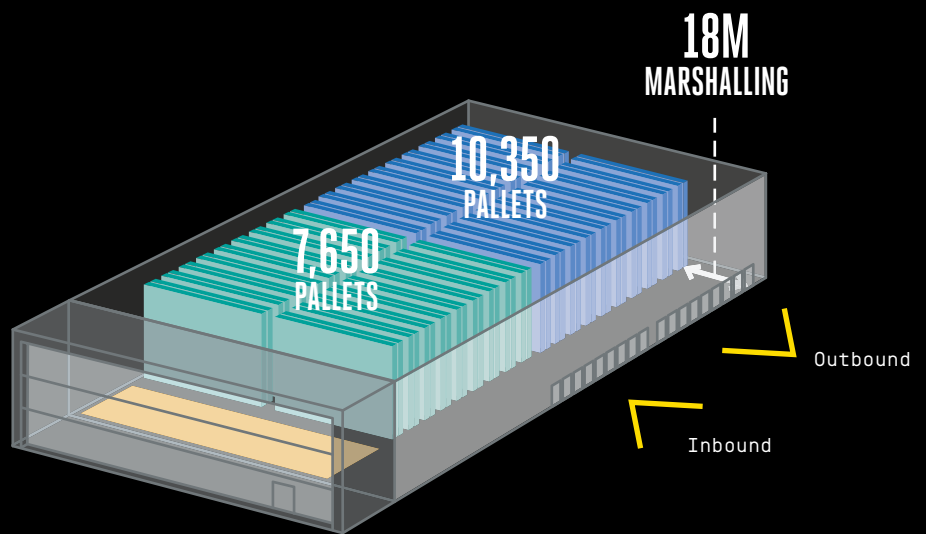 18M
MARSHALLING
10,350
PALLETS
7,650
PALLETS
Outbound
Inbound